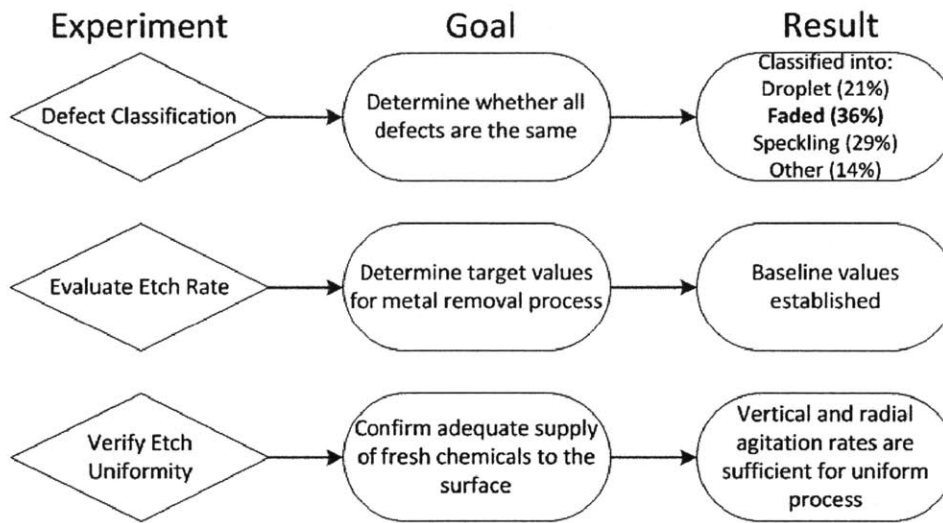 Experiment
Goal
Result
Defect Classification
Determine whether all
defects are the same
Classified into:
Droplet (21%)
Faded (36%)
Speckling (29%)
Other (14%)
Evaluate Etch Rate
Determine target values
for metal removal process
Baseline values
established
Verify Etch
Uniformity
Confirm adequate supply
of fresh chemicals to the
surface
Vertical and radial
agitation rates are
sufficient for uniform
process